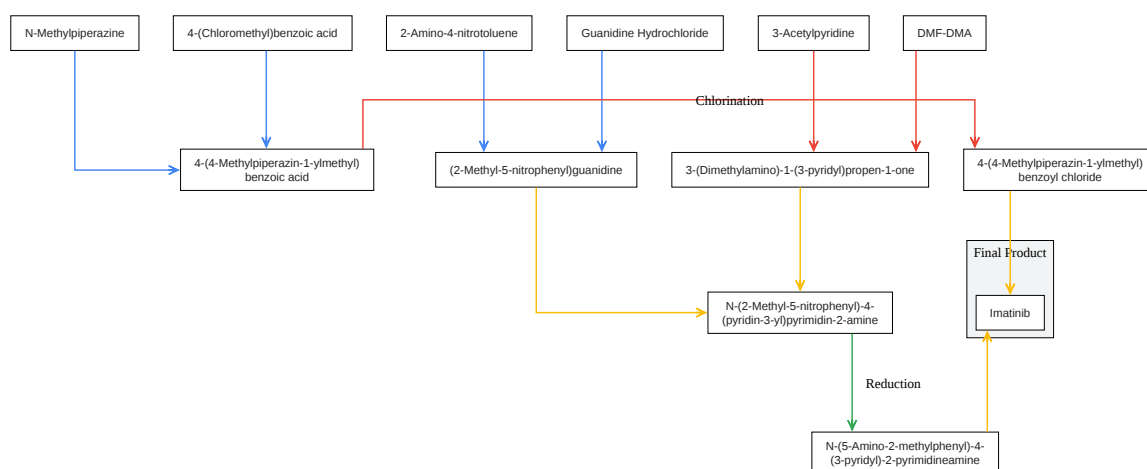 N-Methylpiperazine
4-(Chloromethyl)benzoic acid
2-Amino-4-nitrotoluene
Guanidine Hydrochloride
3-Acetylpyridine
DMF-DMA
Chlorination
4-(4-Methylpiperazin-1-ylmethyl)
benzoic acid
(2-Methyl-5-nitrophenyl)guanidine
3-(Dimethylamino)-1-(3-pyridyl)propen-1-one
4-(4-Methylpiperazin-1-ylmethyl)
benzoyl chloride
Final Product
N-(2-Methyl-5-nitrophenyl)-4-
(pyridin-3-yl)pyrimidin-2-amine
Imatinib
Reduction
N-(5-Amino-2-methylphenyl)-4-
(3-pyridyl)-2-pyrimidineamine